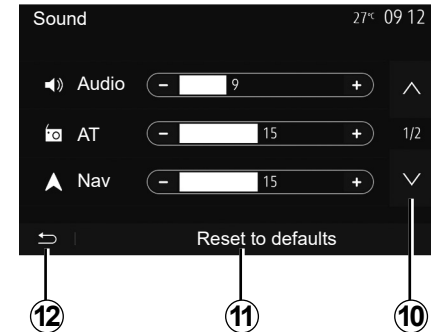 Sound 27°C 09 12
Audio - 9 +
AT - 15 +
1/2
Nav - 15 +
Reset to defaults
12 11 10